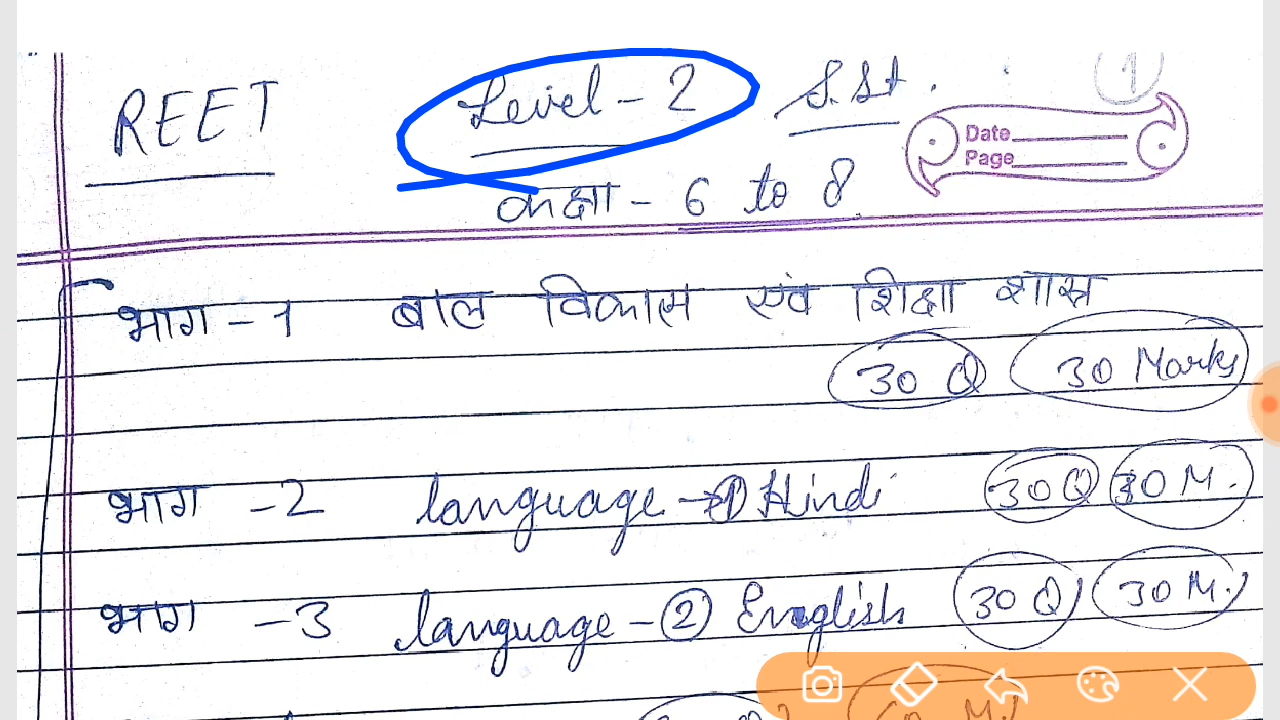 REET Level - 2 S.St.
1
Date
Page
कक्षा - 6 to 8
भाग - 1 बाल विकास एवं शिक्षा शास्त्र
30 Q 30 Marks
भाग - 2 language - ① Hindi 30 Q 30 M.
भाग - 3 language - ② English 30 Q 30 M.